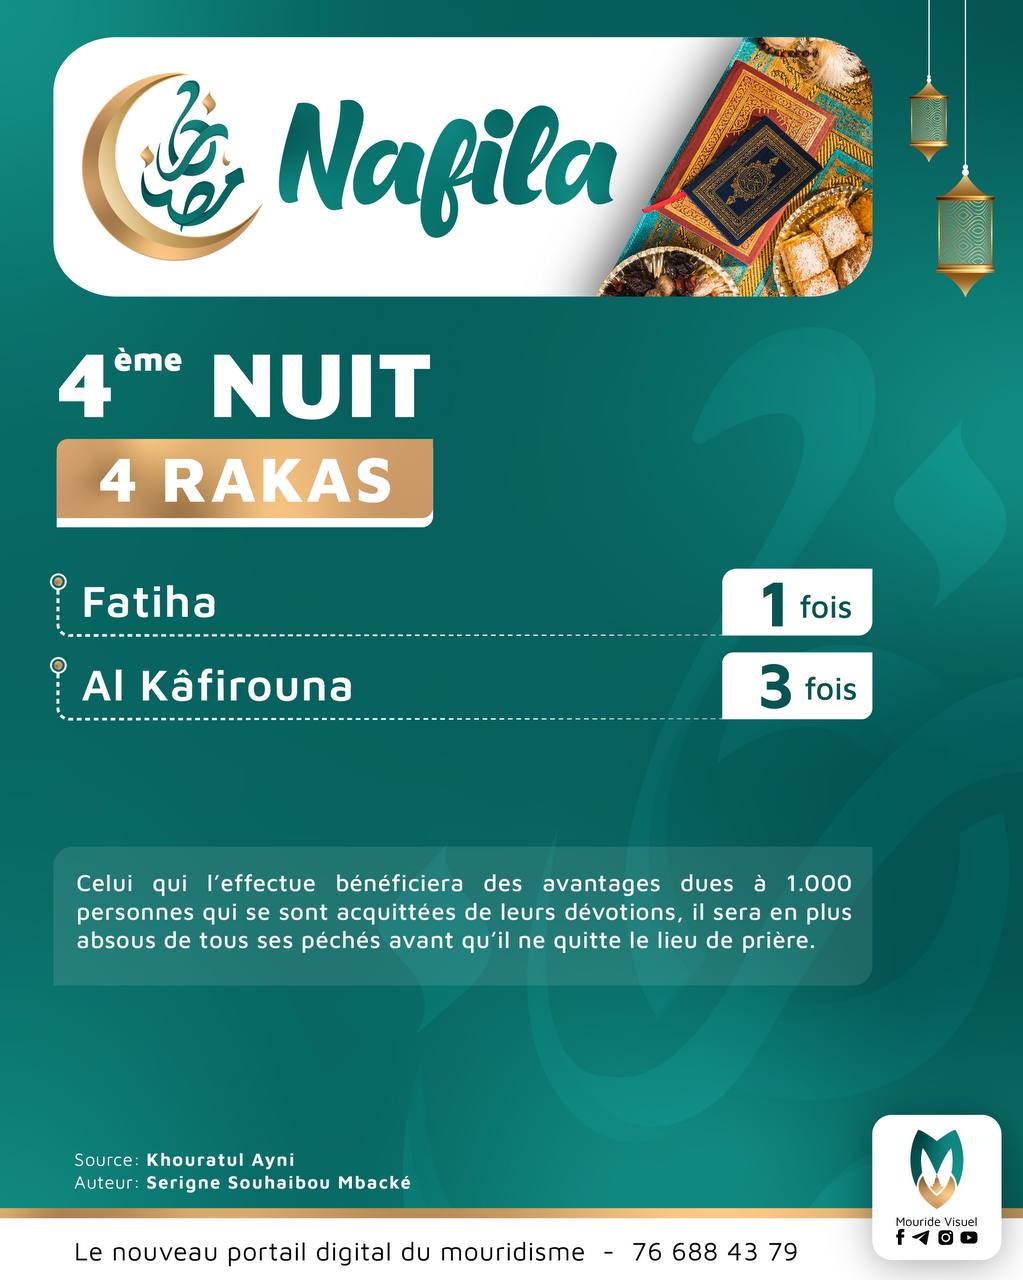 رمضان
Nafila
4ème NUIT
4 RAKAS
Fatiha 1 fois
Al Kâfirouna 3 fois
Celui qui l’effectue bénéficiera des avantages dues à 1.000
personnes qui se sont acquittées de leurs dévotions, il sera en plus
absous de tous ses péchés avant qu’il ne quitte le lieu de prière.
Source: Khouratul Ayni
Auteur: Serigne Souhaibou Mbacké
Mouride Visuel
Le nouveau portail digital du mouridisme - 76 688 43 79